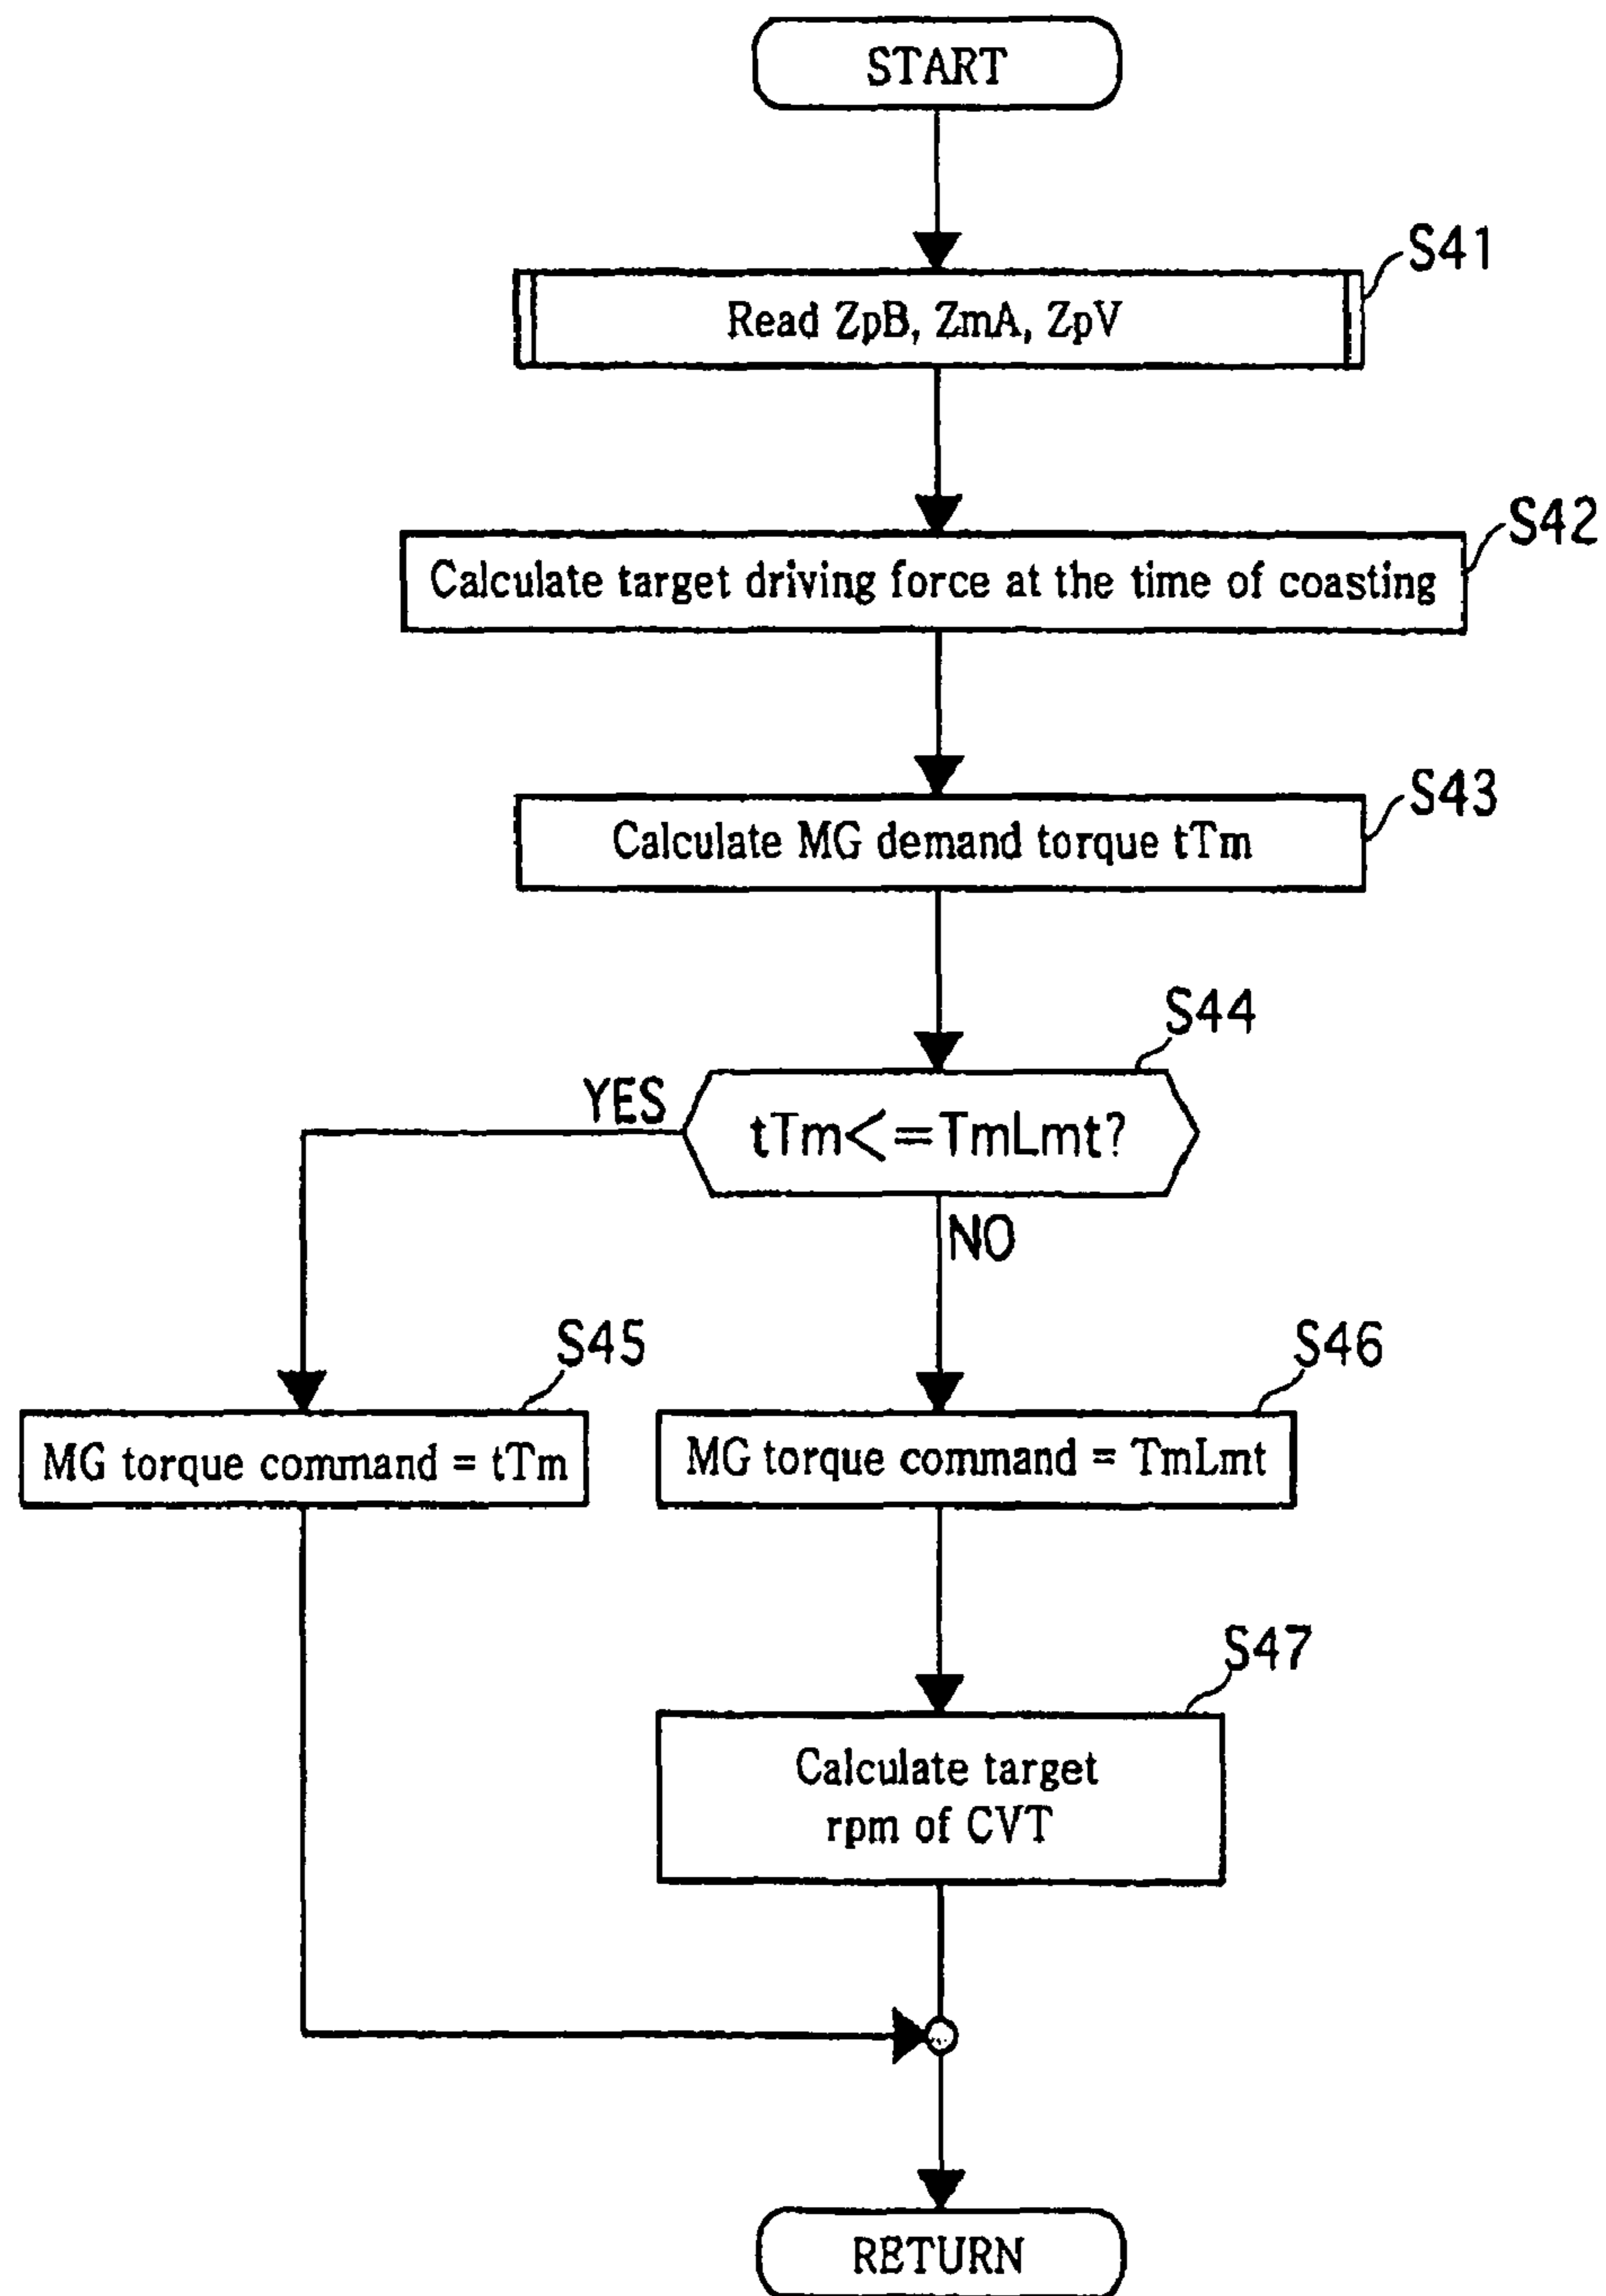 START
S41
Read ZpB, ZmA, ZpV
S42
Calculate target driving force at the time of coasting
S43
Calculate MG demand torque tTm
S44
YES
tTm<=TmLmt?
NO
S45
S46
MG torque command = tTm
MG torque command = TmLmt
S47
Calculate target
rpm of CVT
RETURN